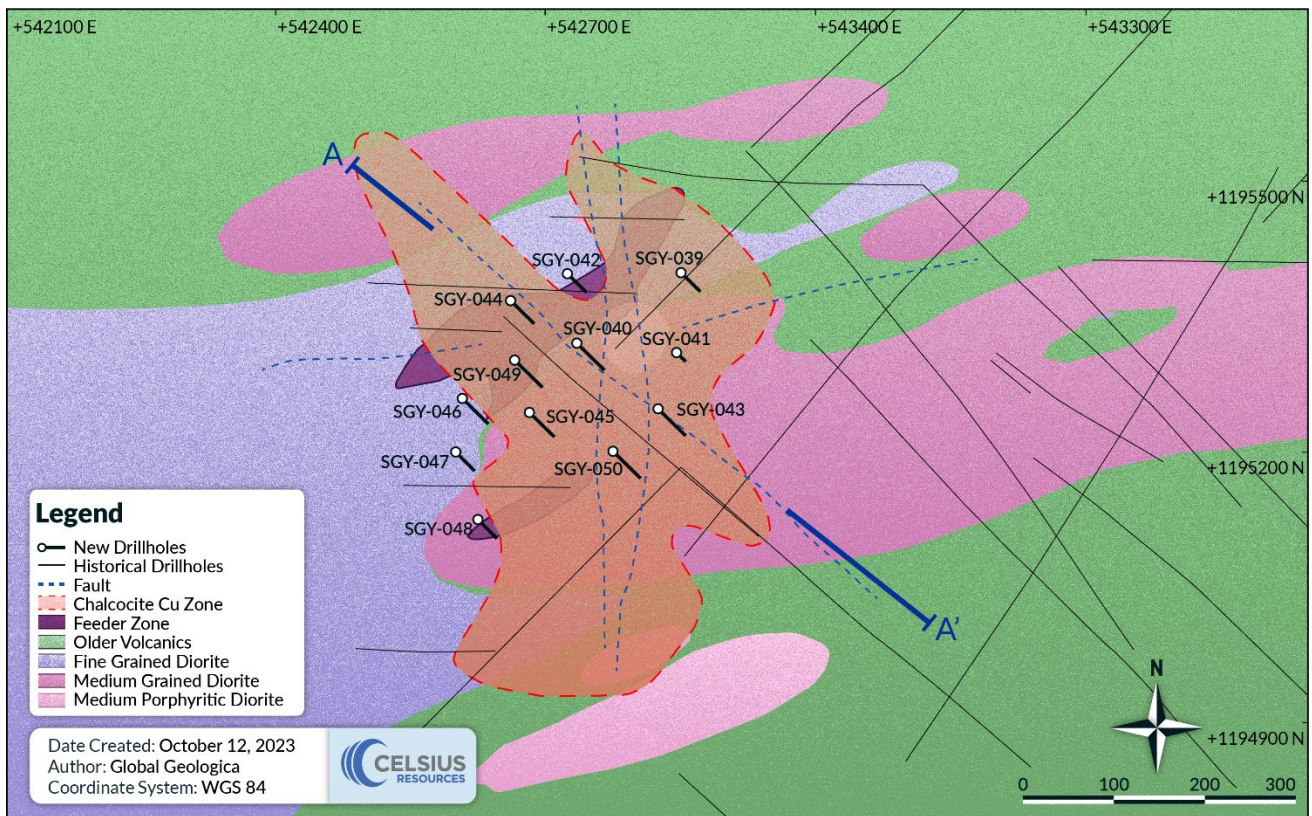 +542100 E
+542400 E
+542700 E
+543400 E
+543300 E
A
+1195500 N
SGY-042
SGY-039
SGY-044
SGY-040
SGY-041
SGY-049
SGY-046
SGY-045
SGY-043
SGY-047
SGY-050
+1195200 N
SGY-048
A'
Legend
New Drillholes
Historical Drillholes
Fault
Chalcocite Cu Zone
Feeder Zone
Older Volcanics
Fine Grained Diorite
Medium Grained Diorite
Medium Porphyritic Diorite
N
+1194900 N
Date Created: October 12, 2023
Author: Global Geologica
Coordinate System: WGS 84
CELSIUS
RESOURCES
0 100 200 300